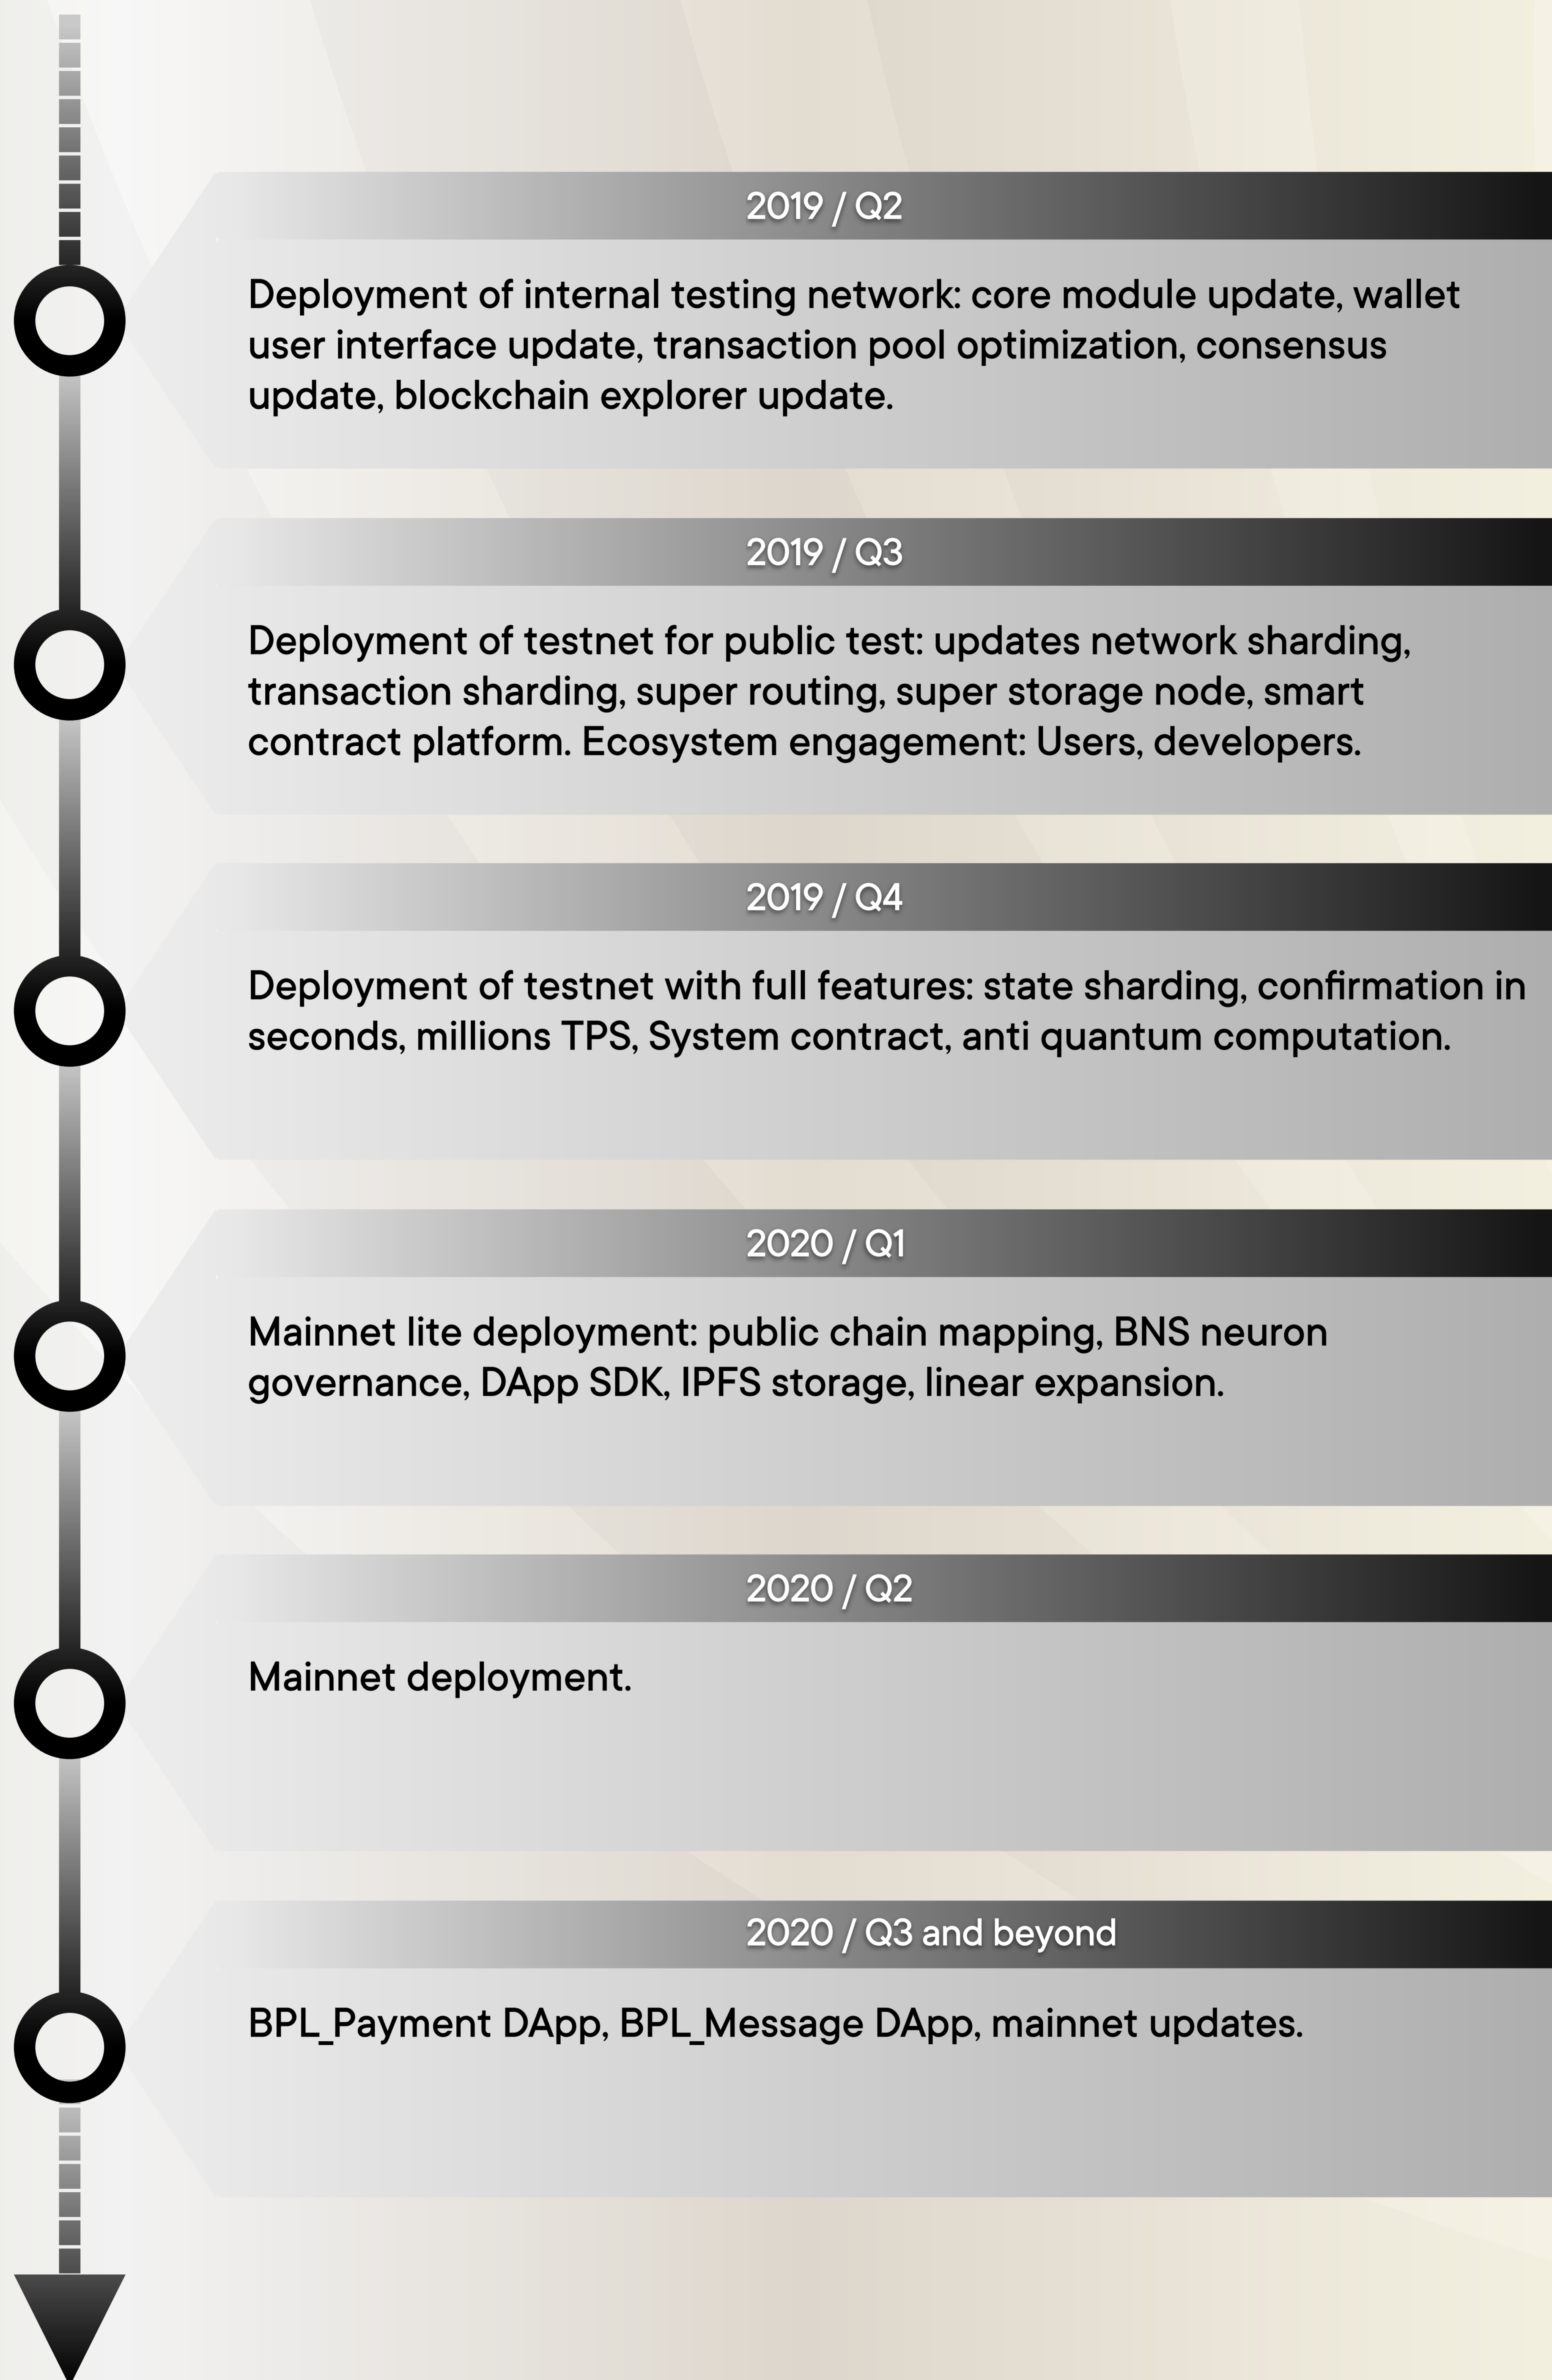 2019 / Q2
Deployment of internal testing network: core module update, wallet
user interface update, transaction pool optimization, consensus
update, blockchain explorer update.
2019 / Q3
Deployment of testnet for public test: updates network sharding,
transaction sharding, super routing, super storage node, smart
contract platform. Ecosystem engagement: Users, developers.
2019 / Q4
Deployment of testnet with full features: state sharding, confirmation in
seconds, millions TPS, System contract, anti quantum computation.
2020 / Q1
Mainnet lite deployment: public chain mapping, BNS neuron
governance, DApp SDK, IPFS storage, linear expansion.
2020 / Q2
Mainnet deployment.
2020 / Q3 and beyond
BPL_Payment DApp, BPL_Message DApp, mainnet updates.